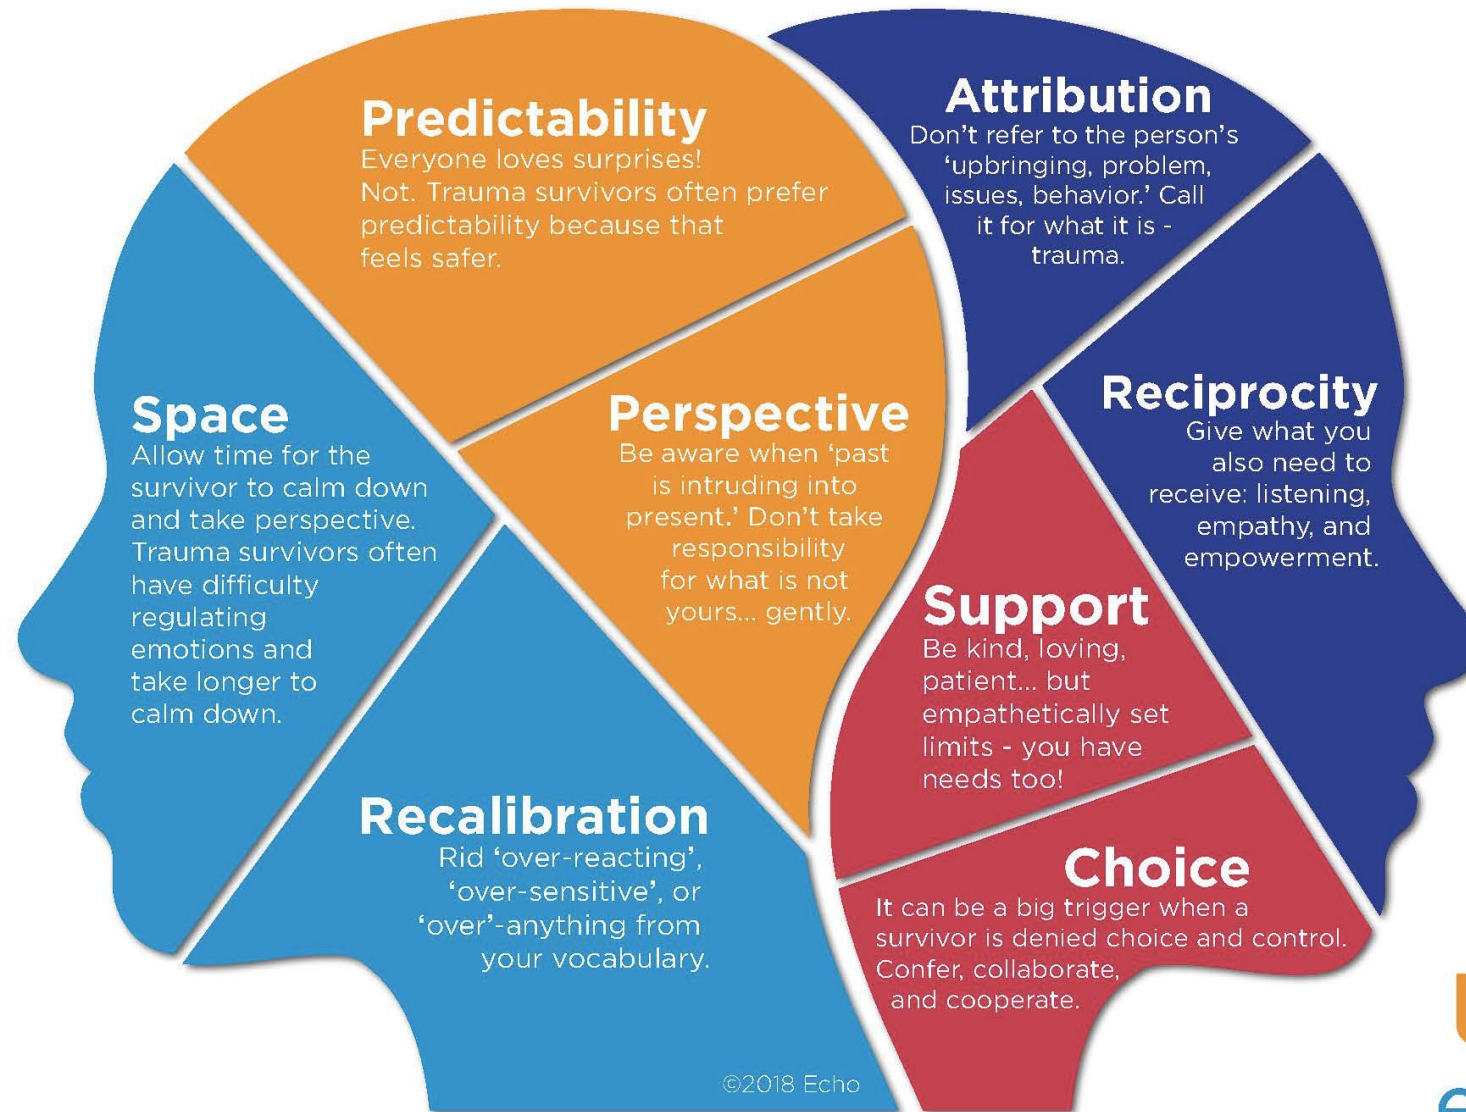 Predictability
Everyone loves surprises!
Not. Trauma survivors often prefer
predictability because that
feels safer.
Attribution
Don't refer to the person's
'upbringing, problem,
issues, behavior.' Call
it for what it is -
trauma.
Space
Allow time for the
survivor to calm down
and take perspective.
Trauma survivors often
have difficulty
regulating
emotions and
take longer to
calm down.
Perspective
Be aware when 'past
is intruding into
present.' Don't take
responsibility
for what is not
yours... gently.
Reciprocity
Give what you
also need to
receive: listening,
empathy, and
empowerment.
Support
Be kind, loving,
patient... but
empathetically set
limits - you have
needs too!
Recalibration
Rid 'over-reacting',
'over-sensitive', or
'over'-anything from
your vocabulary.
Choice
It can be a big trigger when a
survivor is denied choice and control.
Confer, collaborate,
and cooperate.
©2018 Echo